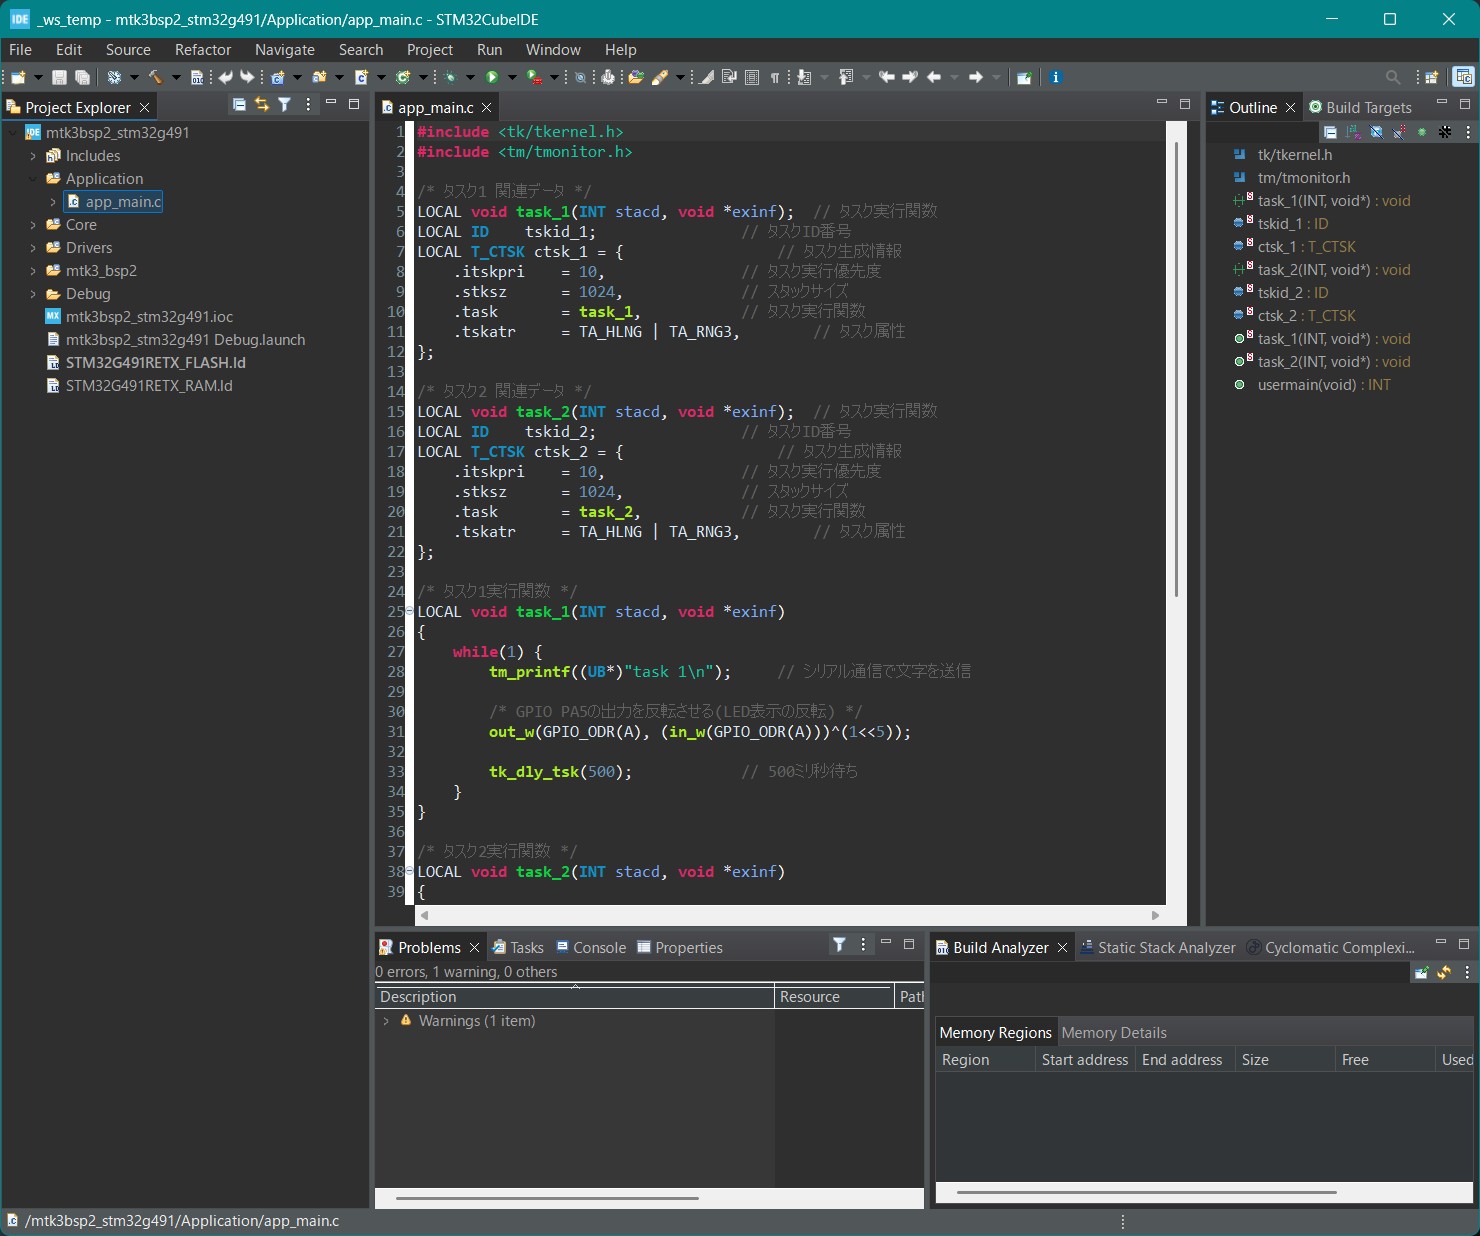 _ws_temp - mtk3bsp2_stm32g491/Application/app_main.c - STM32CubeIDE
File Edit Source Refactor Navigate Search Project Run Window Help
Project Explorer
mtk3bsp2_stm32g491
Includes
Application
app_main.c
Core
Drivers
mtk3_bsp2
Debug
mtk3bsp2_stm32g491.ioc
mtk3bsp2_stm32g491 Debug.launch
STM32G491RETX_FLASH.ld
STM32G491RETX_RAM.ld
app_main.c
1 #include <tk/tkernel.h>
2 #include <tm/tmonitor.h>
3
4 /* タスク1 関連データ */
5 LOCAL void task_1(INT stacd, void *exinf); // タスク実行関数
6 LOCAL ID tskid_1; // タスクID番号
7 LOCAL T_CTSK ctsk_1 = { // タスク生成情報
8 .itskpri = 10, // タスク実行優先度
9 .stksz = 1024, // スタックサイズ
10 .task = task_1, // タスク実行関数
11 .tskatr = TA_HLNG | TA_RNG3, // タスク属性
12 };
13
14 /* タスク2 関連データ */
15 LOCAL void task_2(INT stacd, void *exinf); // タスク実行関数
16 LOCAL ID tskid_2; // タスクID番号
17 LOCAL T_CTSK ctsk_2 = { // タスク生成情報
18 .itskpri = 10, // タスク実行優先度
19 .stksz = 1024, // スタックサイズ
20 .task = task_2, // タスク実行関数
21 .tskatr = TA_HLNG | TA_RNG3, // タスク属性
22 };
23
24 /* タスク1実行関数 */
25 LOCAL void task_1(INT stacd, void *exinf)
26 {
27 while(1) {
28 tm_printf((UB*)"task 1\n"); // シリアル通信で文字を送信
29
30 /* GPIO PA5の出力を反転させる(LED表示の反転) */
31 out_w(GPIO_ODR(A), (in_w(GPIO_ODR(A)))^(1<<5));
32
33 tk_dly_tsk(500); // 500ミリ秒待ち
34 }
35 }
36
37 /* タスク2実行関数 */
38 LOCAL void task_2(INT stacd, void *exinf)
39 {
Outline Build Targets
tk/tkernel.h
tm/tmonitor.h
task_1(INT, void*) : void
tskid_1 : ID
ctsk_1 : T_CTSK
task_2(INT, void*) : void
tskid_2 : ID
ctsk_2 : T_CTSK
task_1(INT, void*) : void
task_2(INT, void*) : void
usermain(void) : INT
Problems Tasks Console Properties
0 errors, 1 warning, 0 others
Description Resource Path
Warnings (1 item)
Build Analyzer Static Stack Analyzer Cyclomatic Complexi...
Memory Regions Memory Details
Region Start address End address Size Free Used
/mtk3bsp2_stm32g491/Application/app_main.c